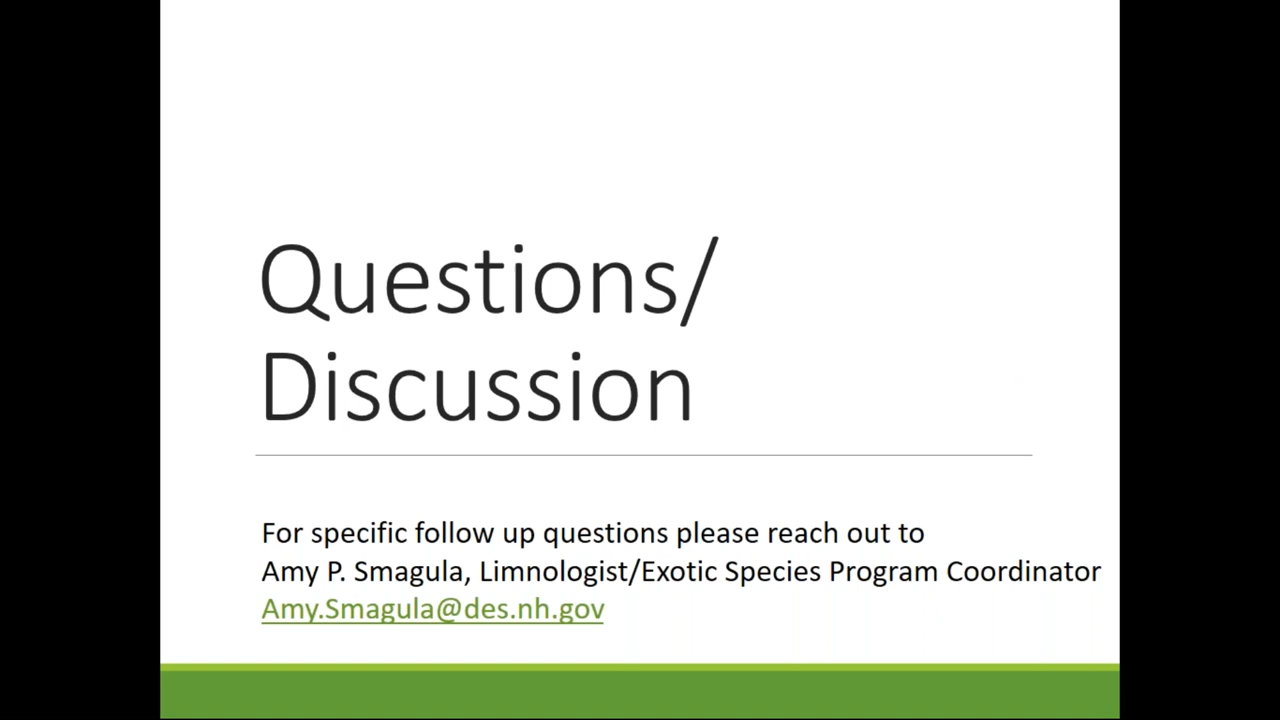 Questions/
Discussion
For specific follow up questions please reach out to
Amy P. Smagula, Limnologist/Exotic Species Program Coordinator
Amy.Smagula@des.nh.gov